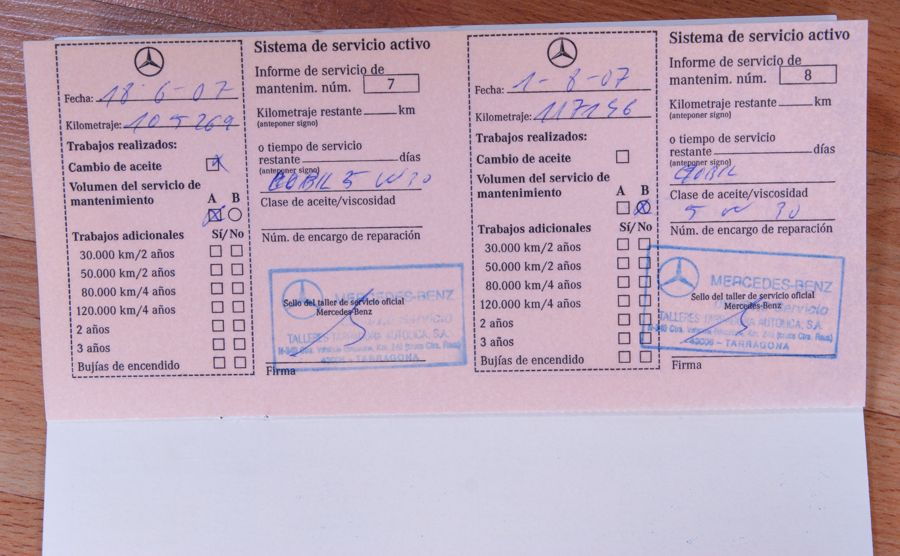 Fecha: 18-6-07
Kilometraje: 105269
Trabajos realizados:
Cambio de aceite
Volumen del servicio de
mantenimiento A B
Trabajos adicionales Sí/No
30.000 km/2 años
50.000 km/2 años
80.000 km/4 años
120.000 km/4 años
2 años
3 años
Bujías de encendido
Sistema de servicio activo
Informe de servicio de
mantenim. núm. 7
Kilometraje restante km
(anteponer signo)
o tiempo de servicio
restante días
(anteponer signo)
5 W 30
Clase de aceite/viscosidad
Núm. de encargo de reparación
MERCEDES-BENZ
Sello del taller de servicio oficial
Mercedes-Benz
TALLERES AUTOLICA, S.A.
43006 - TARRAGONA
Firma
Fecha: 1-8-07
Kilometraje: 117196
Trabajos realizados:
Cambio de aceite
Volumen del servicio de
mantenimiento A B
Trabajos adicionales Sí/No
30.000 km/2 años
50.000 km/2 años
80.000 km/4 años
120.000 km/4 años
2 años
3 años
Bujías de encendido
Sistema de servicio activo
Informe de servicio de
mantenim. núm. 8
Kilometraje restante km
(anteponer signo)
o tiempo de servicio
restante días
(anteponer signo)
5 W 30
Clase de aceite/viscosidad
Núm. de encargo de reparación
MERCEDES-BENZ
Sello del taller de servicio oficial
Mercedes-Benz
Servicio
TALLERES AUTOLICA, S.A.
43006 - TARRAGONA
Firma